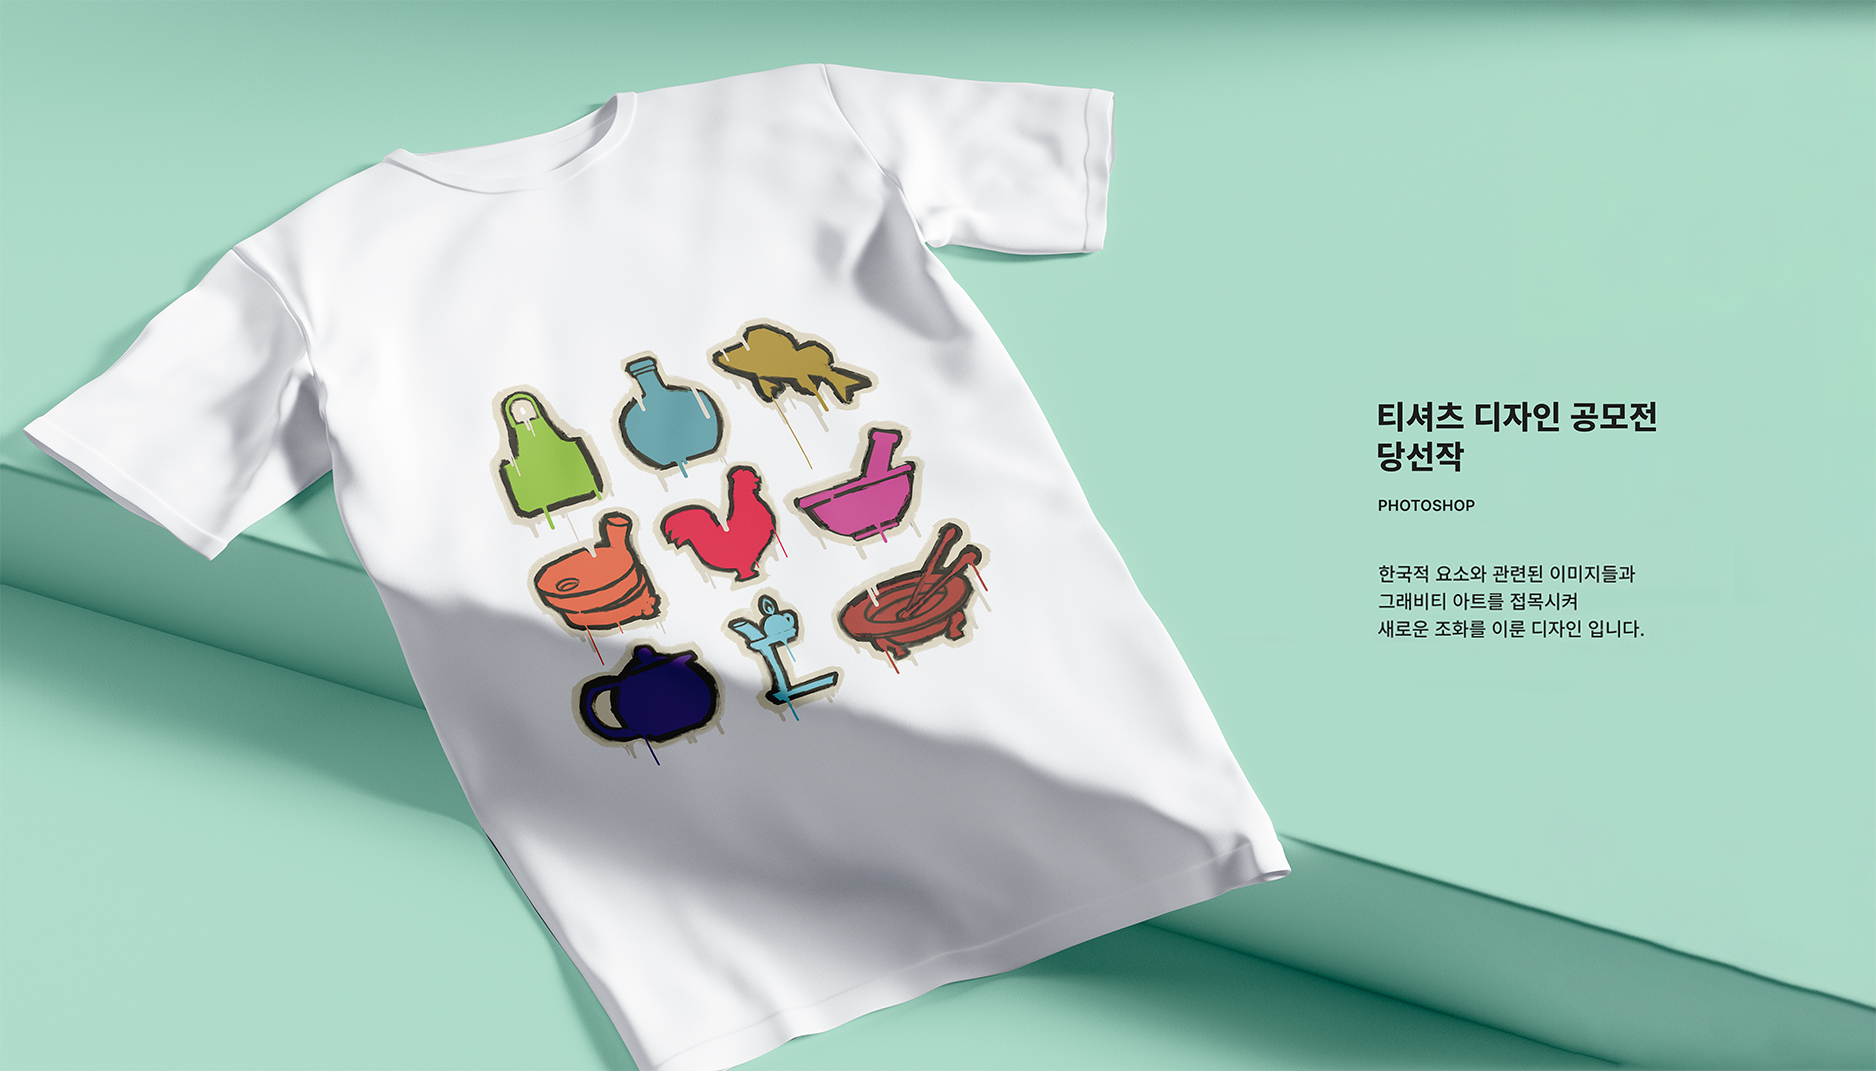 티셔츠 디자인 공모전
당선작
PHOTOSHOP
한국적 요소와 관련된 이미지들과
그래비티 아트를 접목시켜
새로운 조화를 이룬 디자인 입니다.